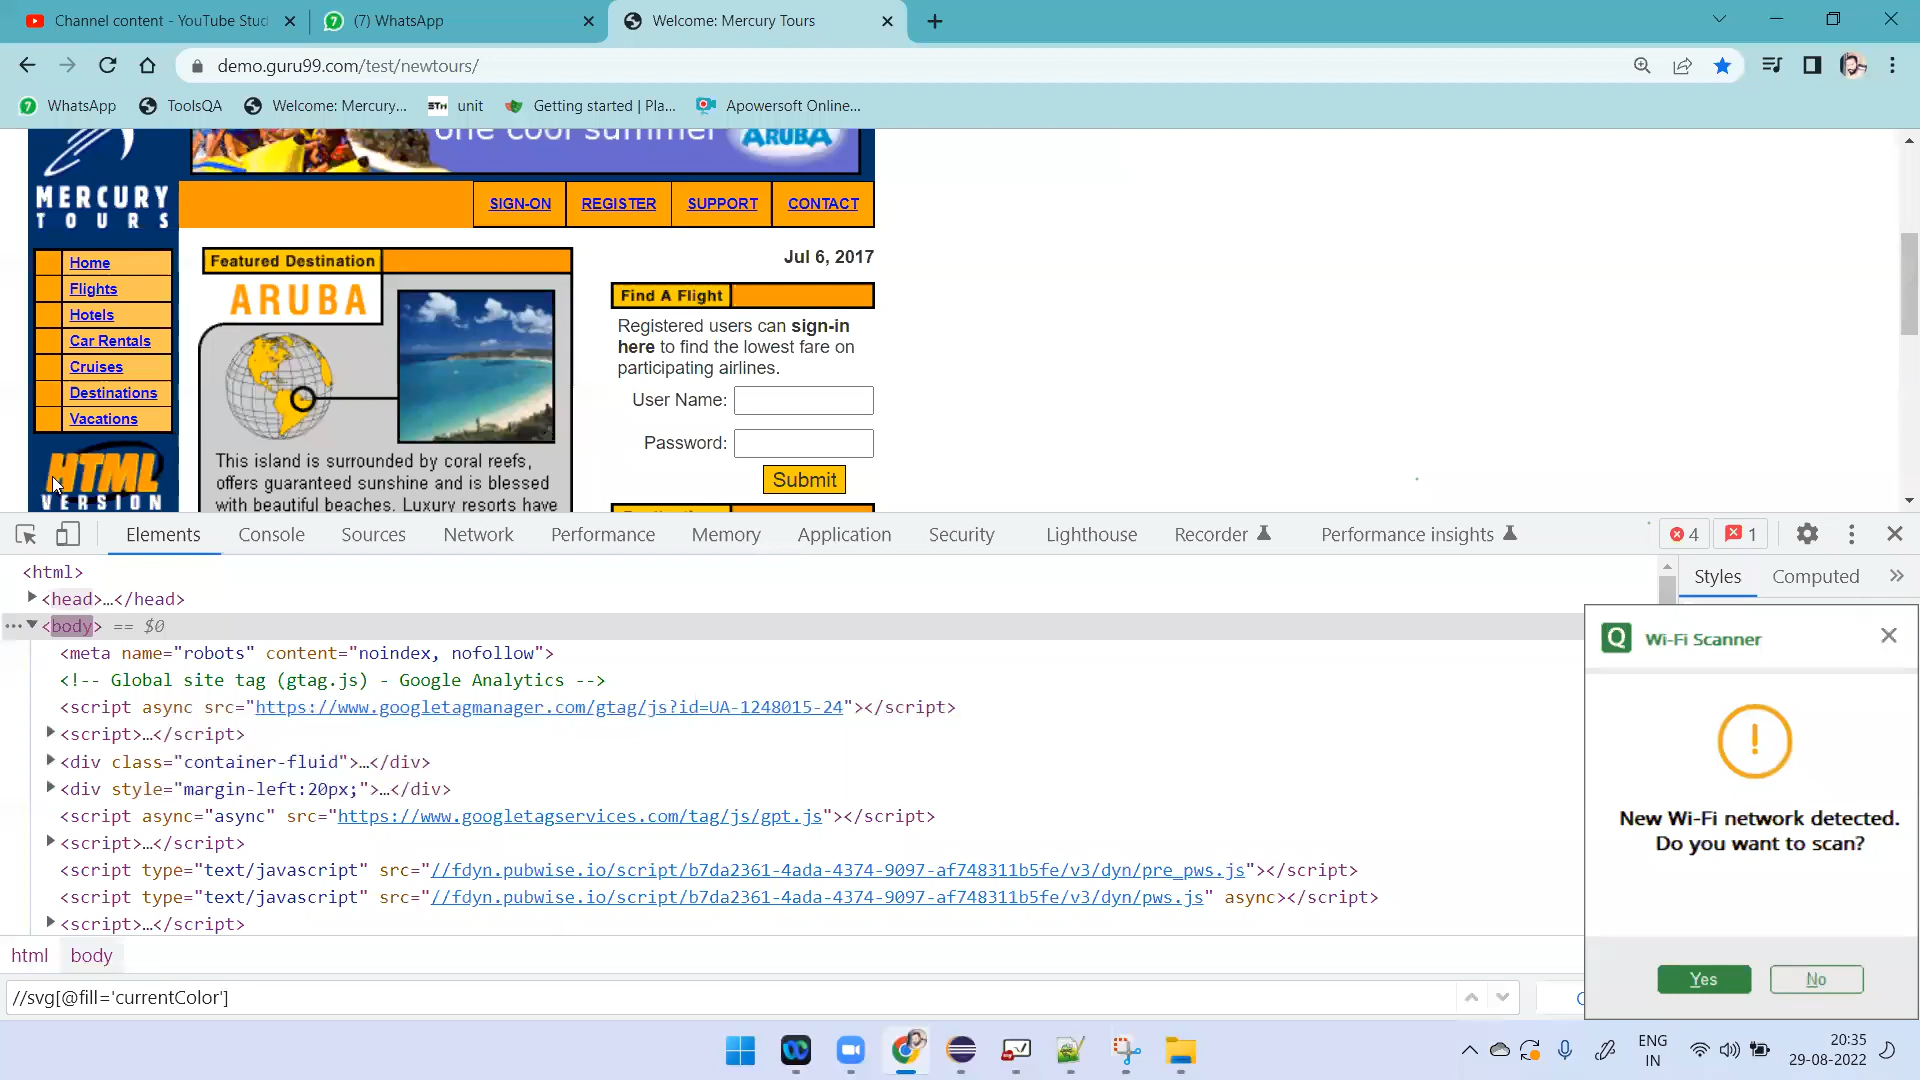 Channel content - YouTube Stud
(7) WhatsApp
Welcome: Mercury Tours
demo.guru99.com/test/newtours/
WhatsApp
ToolsQA
Welcome: Mercury...
STH unit
Getting started | Pla...
Apowersoft Online...
one cool summer
ARUBA
MERCURY
TOURS
SIGN-ON
REGISTER
SUPPORT
CONTACT
Home
Flights
Hotels
Car Rentals
Cruises
Destinations
Vacations
HTML
VERSION
Featured Destination
ARUBA
This island is surrounded by coral reefs,
offers guaranteed sunshine and is blessed
with beautiful beaches. Luxury resorts have
Jul 6, 2017
Find A Flight
Registered users can sign-in
here to find the lowest fare on
participating airlines.
User Name:
Password:
Submit
Elements
Console
Sources
Network
Performance
Memory
Application
Security
Lighthouse
Recorder
Performance insights
4
1
<html>
<head>…</head>
<body> == $0
<meta name="robots" content="noindex, nofollow">
<!-- Global site tag (gtag.js) - Google Analytics -->
<script async src="https://www.googletagmanager.com/gtag/js?id=UA-1248015-24"></script>
<script>…</script>
<div class="container-fluid">…</div>
<div style="margin-left:20px;">…</div>
<script async="async" src="https://www.googletagservices.com/tag/js/gpt.js"></script>
<script>…</script>
<script type="text/javascript" src="//fdyn.pubwise.io/script/b7da2361-4ada-4374-9097-af748311b5fe/v3/dyn/pre_pws.js"></script>
<script type="text/javascript" src="//fdyn.pubwise.io/script/b7da2361-4ada-4374-9097-af748311b5fe/v3/dyn/pws.js" async></script>
<script>…</script>
html body
//svg[@fill='currentColor']
Styles
Computed
Wi-Fi Scanner
New Wi-Fi network detected.
Do you want to scan?
Yes
No
ENG
IN
20:35
29-08-2022